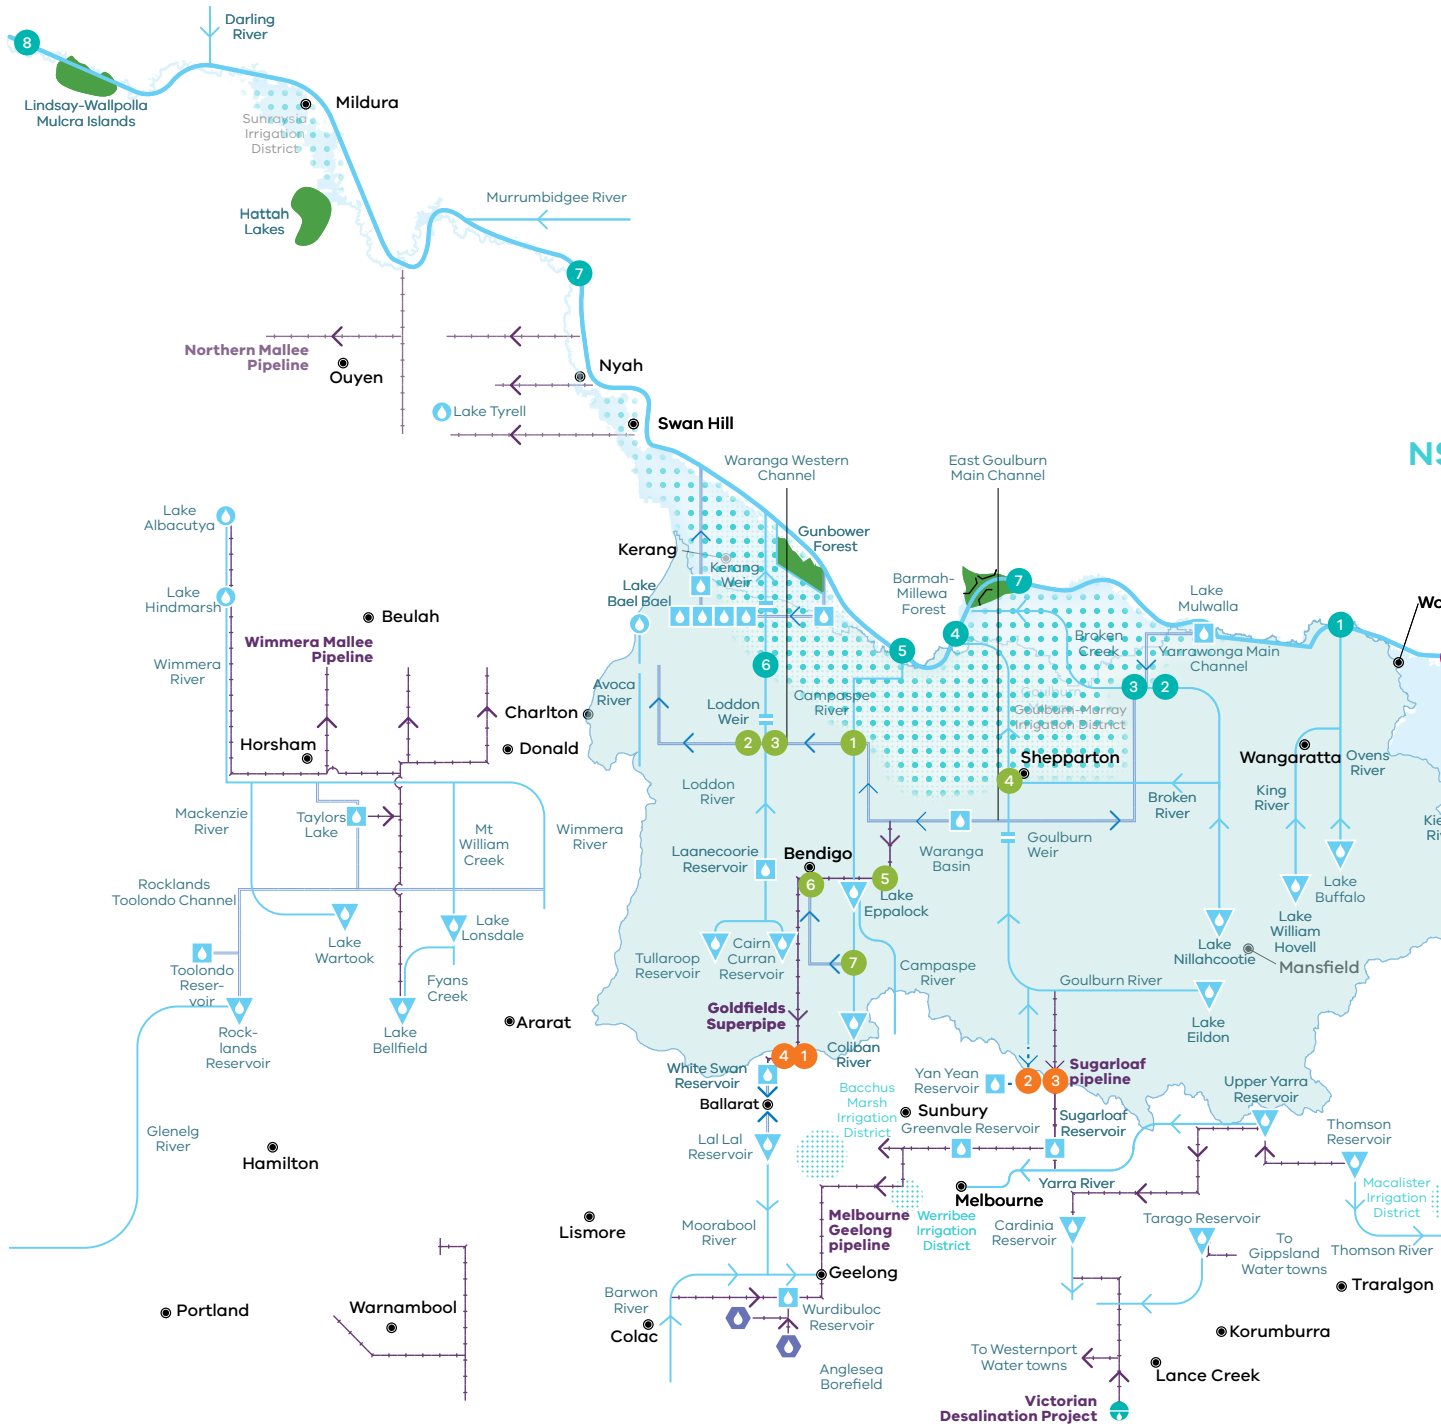 Darling
River
8
Lindsay-Wallpolla
Mulcra Islands
Mildura
Sunraysia
Irrigation
District
Hattah
Lakes
Murrumbidgee River
7
Northern Mallee
Pipeline
Ouyen
Nyah
Lake Tyrell
Swan Hill
NS
Waranga Western
Channel
East Goulburn
Main Channel
Lake
Albacutya
Gunbower
Forest
Kerang
Kerang
Weir
Lake
Bael Bael
Barmah-
Millewa
Forest
7
Lake
Mulwalla
Lake
Hindmarsh
Beulah
Wo
1
4
Broken
Creek
Yarrawonga Main
Channel
5
Wimmera Mallee
Pipeline
Wimmera
River
6
Avoca
River
Campaspe
River
3
2
Goulburn
Goulburn-Murray
Irrigation District
Charlton
Loddon
Weir
Horsham
Donald
2
3
1
Shepparton
4
Wangaratta
Ovens
River
Loddon
River
Broken
River
King
River
Mackenzie
River
Taylors
Lake
Mt
William
Creek
Wimmera
River
Goulburn
Weir
Kie
Riv
Laanecoorie
Reservoir
Bendigo
Waranga
Basin
6
5
Lake
Eppalock
Lake
Buffalo
Rocklands
Toolondo Channel
Lake
Wartook
Lake
Lonsdale
Lake
William
Hovell
Tullaroop
Reservoir
Cairn
Curran
Reservoir
Lake
Nillahcootie
Mansfield
Toolondo
Reser-
voir
Fyans
Creek
7
Campaspe
River
Goulburn River
Goldfields
Superpipe
Ararat
Lake
Eildon
Rock-
lands
Reservoir
Lake
Bellfield
4
1
Coliban
River
White Swan
Reservoir
Yan Yean
Reservoir
2
3
Sugarloaf
pipeline
Ballarat
Bacchus
Marsh
Irrigation
District
Sunbury
Greenvale Reservoir
Sugarloaf
Reservoir
Upper Yarra
Reservoir
Glenelg
River
Lal Lal
Reservoir
Thomson
Reservoir
Hamilton
Yarra River
Melbourne
Macalister
Irrigation
District
Lismore
Moorabool
River
Melbourne
Geelong
pipeline
Werribee
Irrigation
District
Cardinia
Reservoir
Tarago Reservoir
To
Gippsland
Water towns
Thomson River
Geelong
Traralgon
Barwon
River
Wurdibuloc
Reservoir
Portland
Warnambool
Colac
Korumburra
To Westernport
Water towns
Anglesea
Borefield
Lance Creek
Victorian
Desalination Project